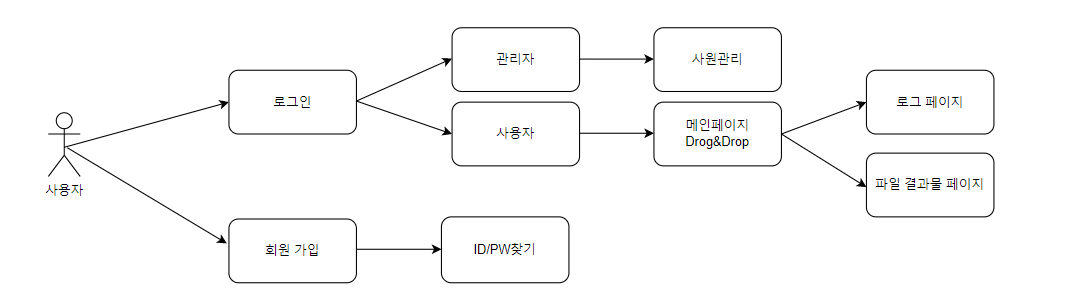 관리자
사원관리
로그인
로그 페이지
사용자
메인페이지
Drog&Drop
사용자
파일 결과물 페이지
회원 가입
ID/PW찾기